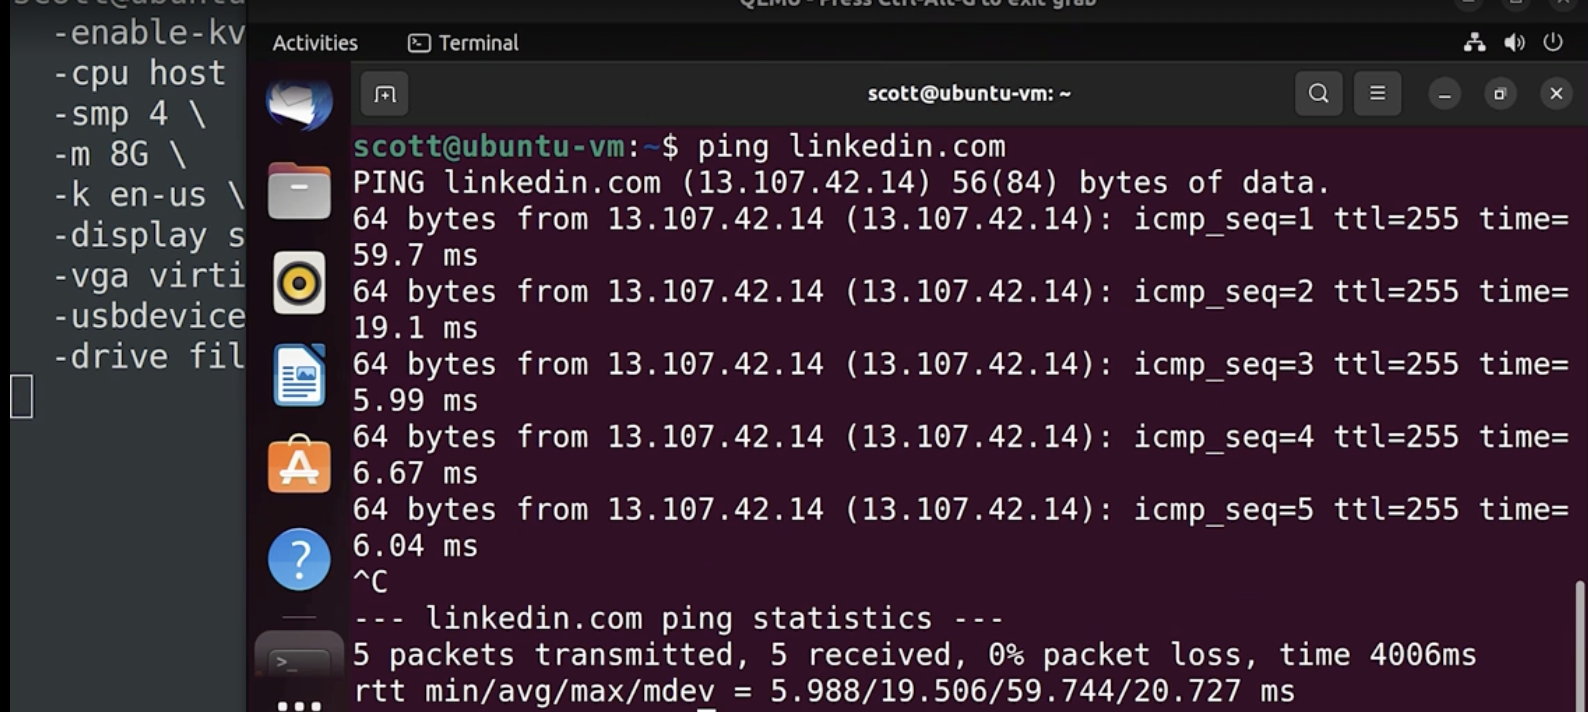 QEMU - Press Ctrl-Alt-G to exit grab
-enable-kv
-cpu host
-smp 4 \
-m 8G \
-k en-us \
-display s
-vga virti
-usbdevice
-drive fil
Activities Terminal
scott@ubuntu-vm: ~
scott@ubuntu-vm:~$ ping linkedin.com
PING linkedin.com (13.107.42.14) 56(84) bytes of data.
64 bytes from 13.107.42.14 (13.107.42.14): icmp_seq=1 ttl=255 time=
59.7 ms
64 bytes from 13.107.42.14 (13.107.42.14): icmp_seq=2 ttl=255 time=
19.1 ms
64 bytes from 13.107.42.14 (13.107.42.14): icmp_seq=3 ttl=255 time=
5.99 ms
64 bytes from 13.107.42.14 (13.107.42.14): icmp_seq=4 ttl=255 time=
6.67 ms
64 bytes from 13.107.42.14 (13.107.42.14): icmp_seq=5 ttl=255 time=
6.04 ms
^C
--- linkedin.com ping statistics ---
5 packets transmitted, 5 received, 0% packet loss, time 4006ms
rtt min/avg/max/mdev = 5.988/19.506/59.744/20.727 ms